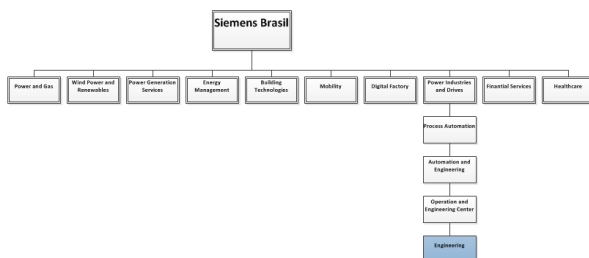 Siemens Brasil
Power and Gas
Wind Power and
Renewables
Power Generation
Services
Energy
Management
Building
Technologies
Mobility
Digital Factory
Power Industries
and Drives
Finantial Services
Healthcare
Process Automation
Automation and
Engineering
Operation and
Engineering Center
Engineering